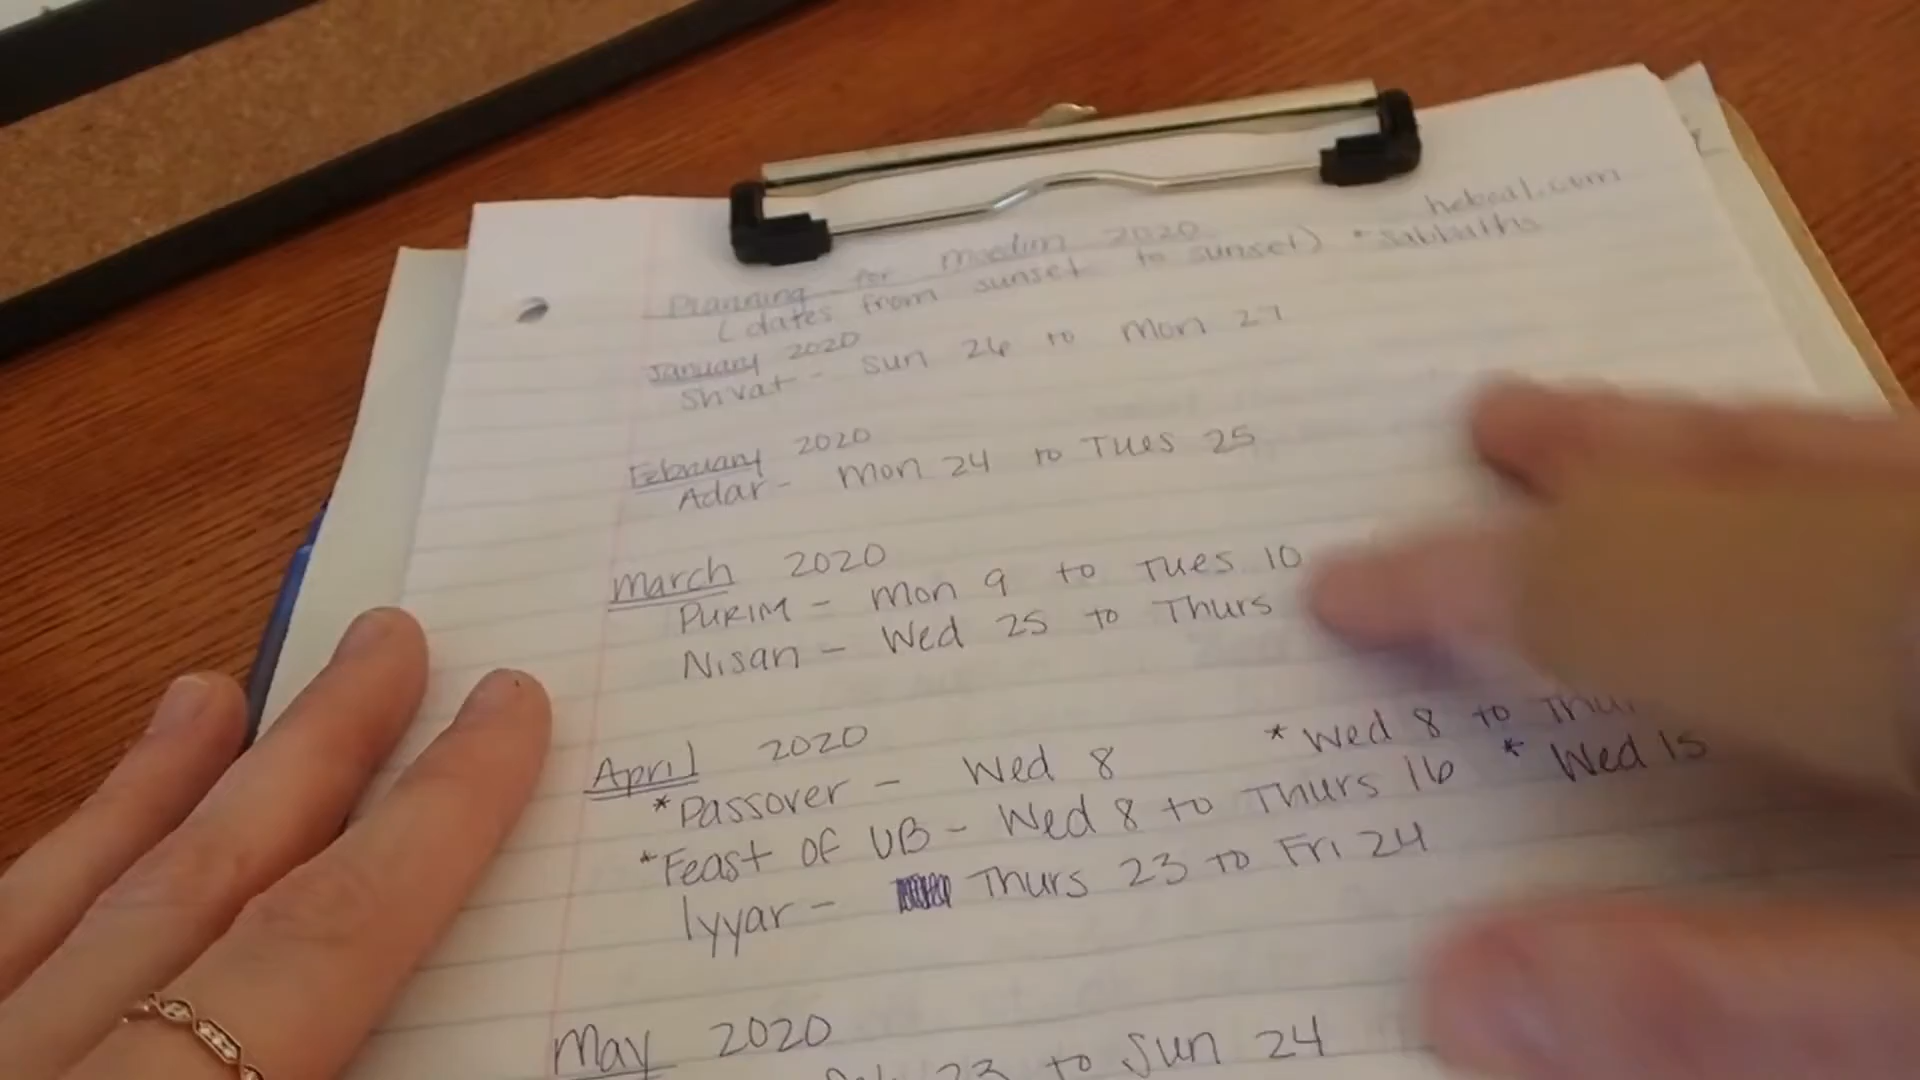 hebcal.com
Planning for Moedim 2020
(dates from sunset to sunset) *Sabbaths
January 2020
Shvat - Sun 26 to Mon 27
February 2020
Adar - Mon 24 to Tues 25
March 2020
PURIM - Mon 9 to Tues 10
Nisan - Wed 25 to Thurs
April 2020
*Passover - Wed 8 *Wed 8 to
*Feast OF UB - Wed 8 to Thurs 16 * Wed 15
Iyyar - Thurs 23 to Fri 24
May 2020
23 to Sun 24